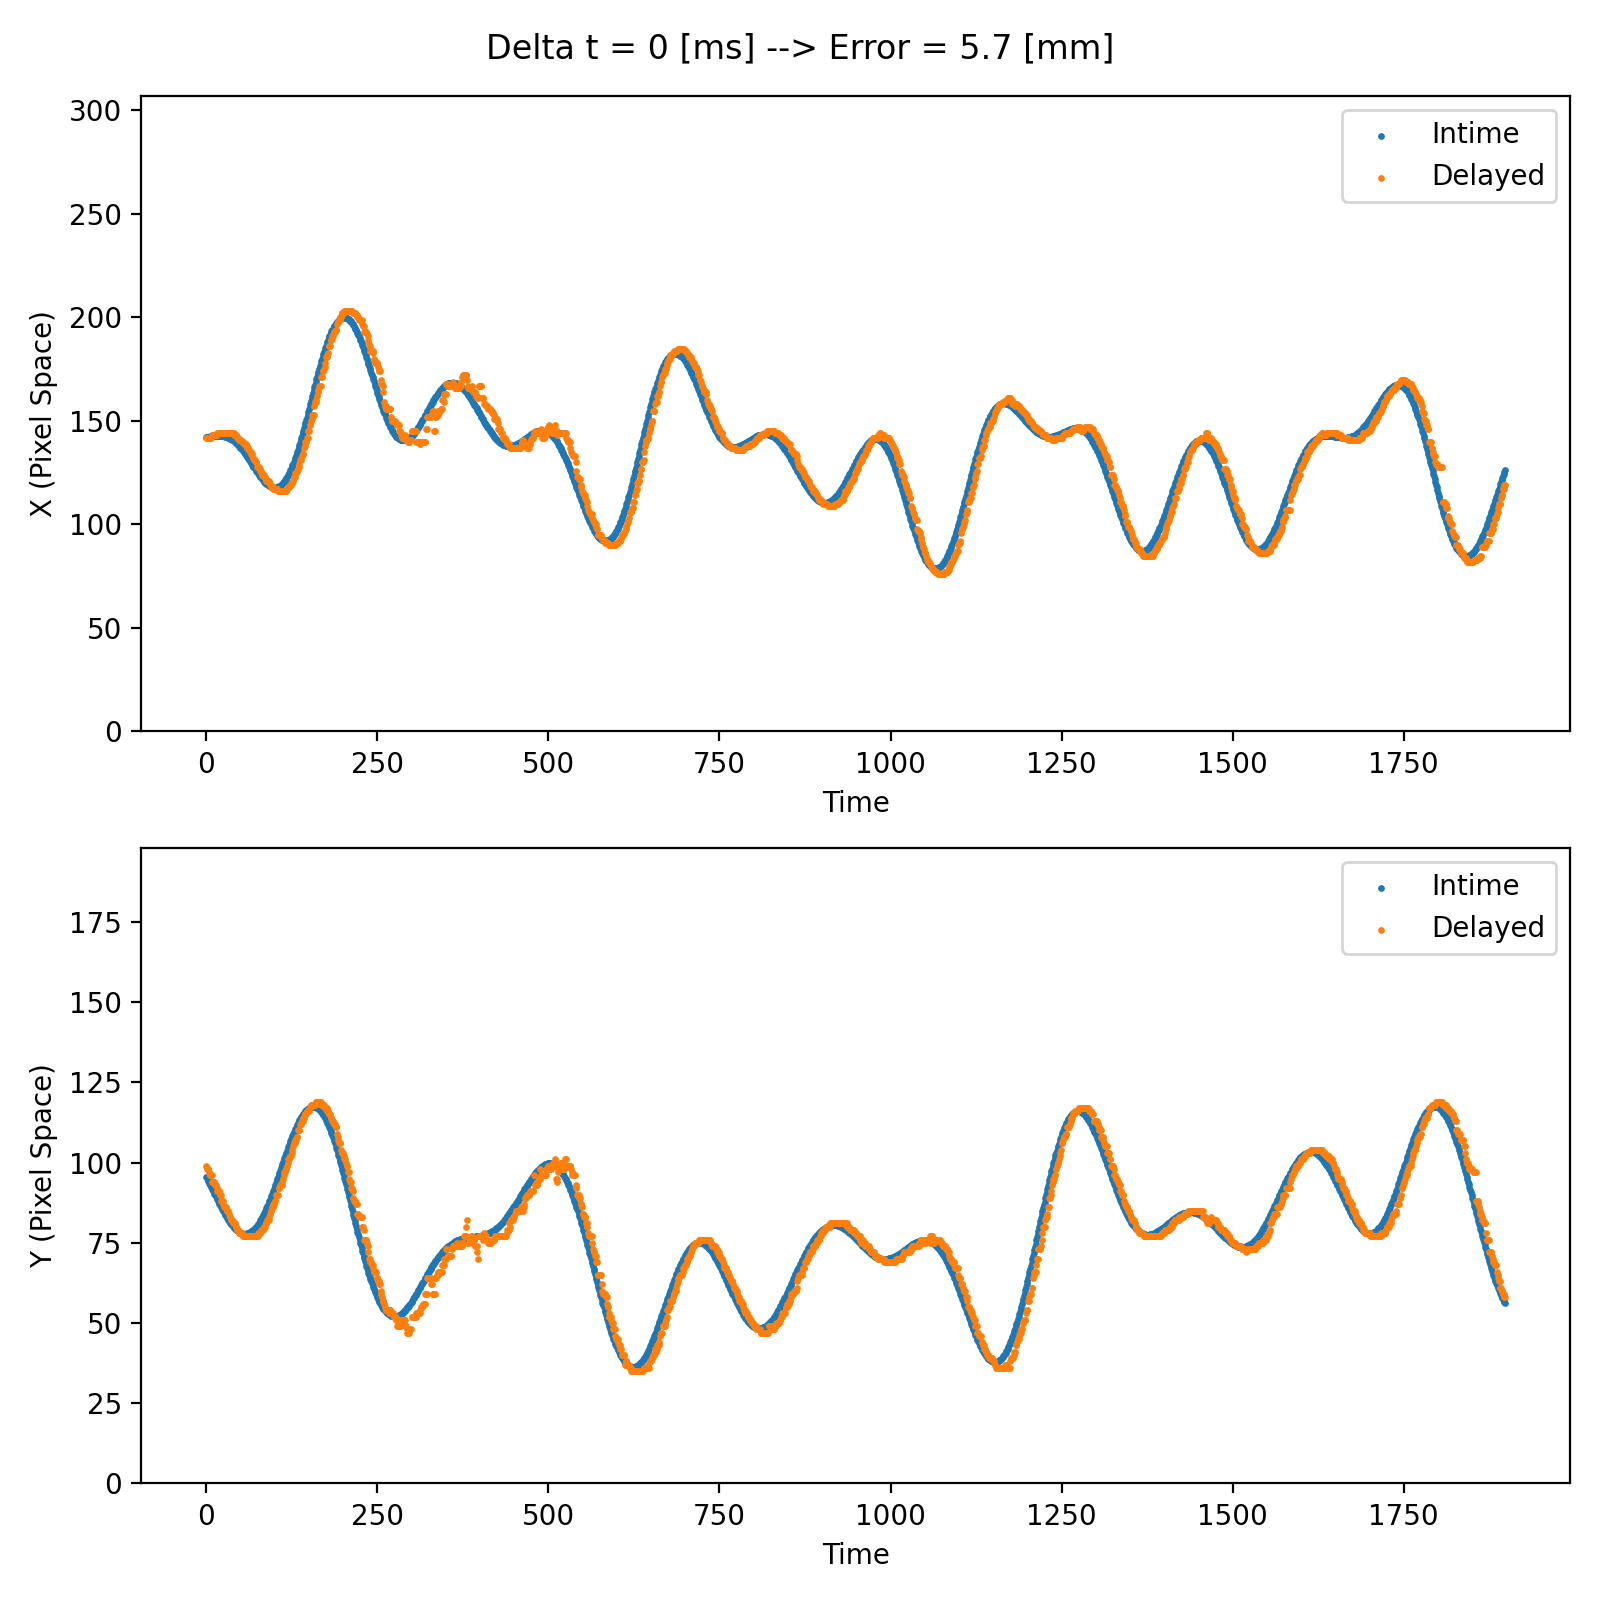 Delta t = 0 [ms] --> Error = 5.7 [mm]
300
250
200
150
100
50
0
X (Pixel Space)
Intime
Delayed
0 250 500 750 1000 1250 1500 1750
Time
175
150
125
100
75
50
25
0
Y (Pixel Space)
Intime
Delayed
0 250 500 750 1000 1250 1500 1750
Time